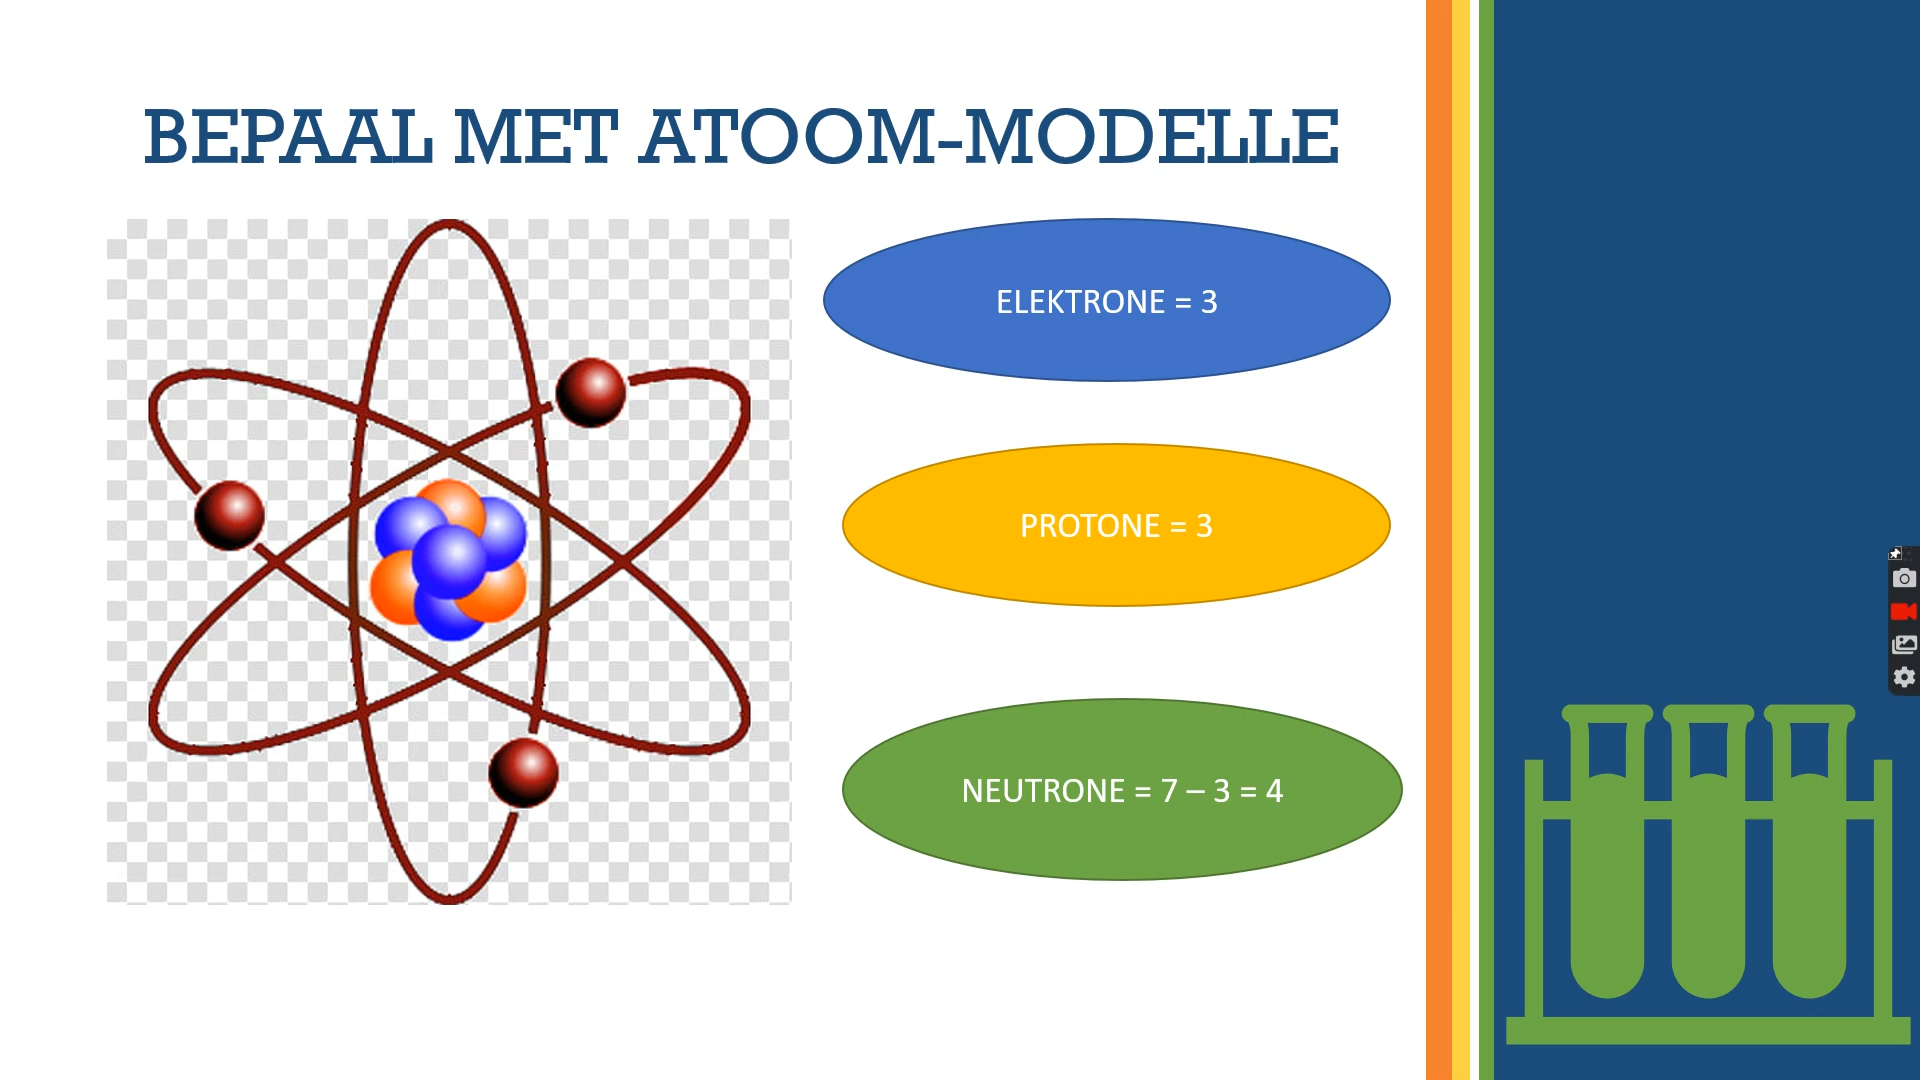 BEPAAL MET ATOOM-MODELLE
ELEKTRONE = 3
PROTONE = 3
NEUTRONE = 7 – 3 = 4